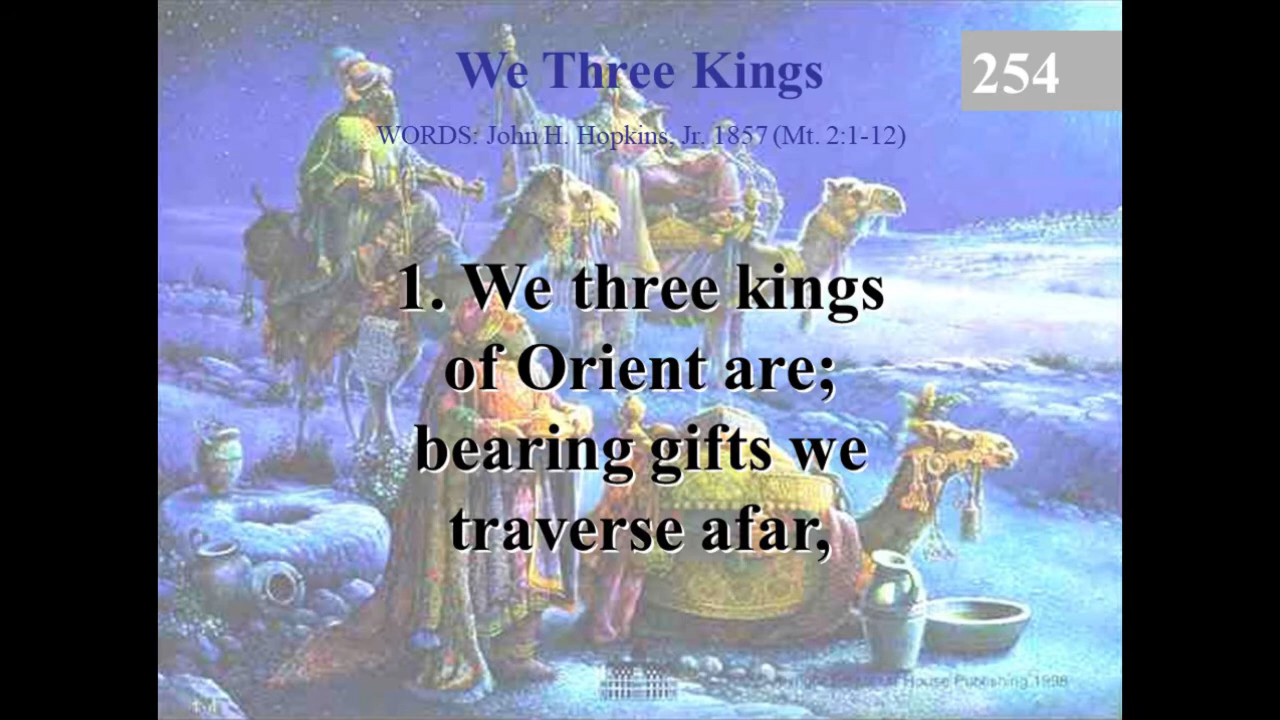 We Three Kings
254
WORDS: John H. Hopkins, Jr. 1857 (Mt. 2:1-12)
1. We three kings
of Orient are;
bearing gifts we
traverse afar,
House Publishing 1998